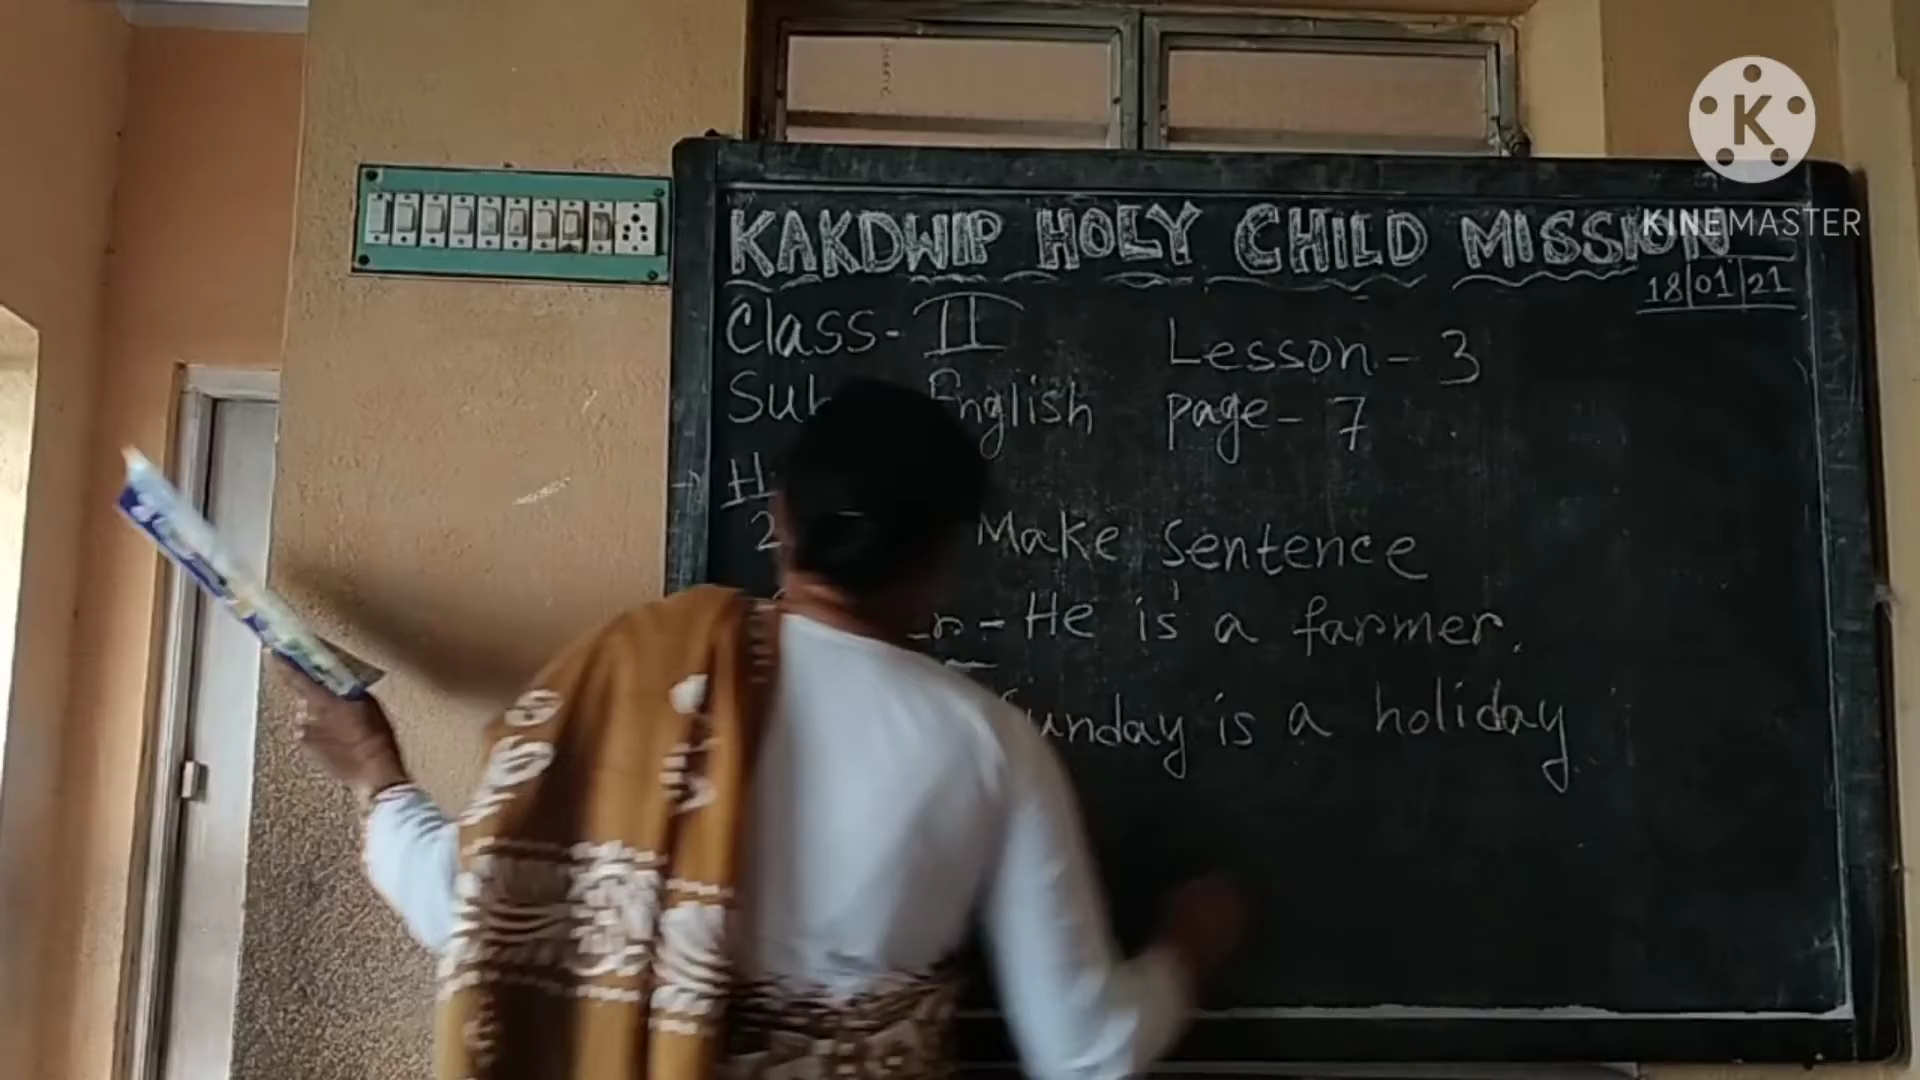 K
KINEMASTER
KAKDWIP HOLY CHILD MISSION
18/01/21
Class- II Lesson- 3
Sub English page- 7
H
2 Make Sentence
- He is a farmer.
Sunday is a holiday